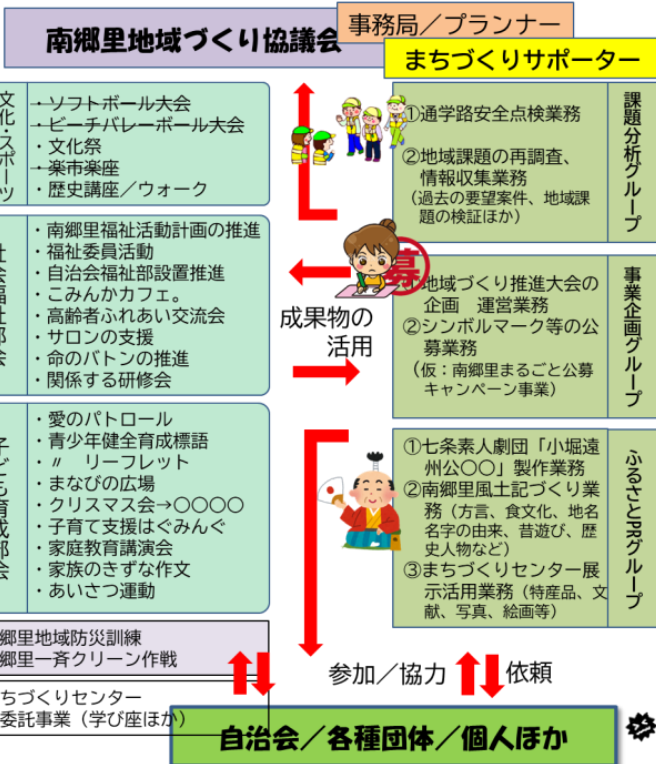 南郷里地域づくり協議会
事務局／プランナー
まちづくりサポーター
文化・スポーツ
・ソフトボール大会
・ビーチバレーボール大会
・文化祭
・楽市楽座
・歴史講座／ウォーク
社会福祉部会
・南郷里福祉活動計画の推進
・福祉委員活動
・自治会福祉部設置推進
・こみんかカフェ。
・高齢者ふれあい交流会
・サロンの支援
・命のバトンの推進
・関係する研修会
子ども育成部会
・愛のパトロール
・青少年健全育成標語
・〃　リーフレット
・まなびの広場
・クリスマス会→〇〇〇〇
・子育て支援はぐみんぐ
・家庭教育講演会
・家族のきずな作文
・あいさつ運動
郷里地域防災訓練
郷里一斉クリーン作戦
ちづくりセンター
委託事業（学び座ほか）
成果物の
活用
募
課題分析グループ
①通学路安全点検業務
②地域課題の再調査、
情報収集業務
（過去の要望案件、地域課
題の検証ほか）
事業企画グループ
地域づくり推進大会の
企画　運営業務
②シンボルマーク等の公
募業務
（仮：南郷里まるごと公募
キャンペーン事業）
ふるさとPRグループ
①七条素人劇団「小堀遠
州公〇〇」製作業務
②南郷里風土記づくり業
務（方言、食文化、地名
名字の由来、昔遊び、歴
史人物など）
③まちづくりセンター展
示活用業務（特産品、文
献、写真、絵画等）
参加／協力
依頼
自治会／各種団体／個人ほか